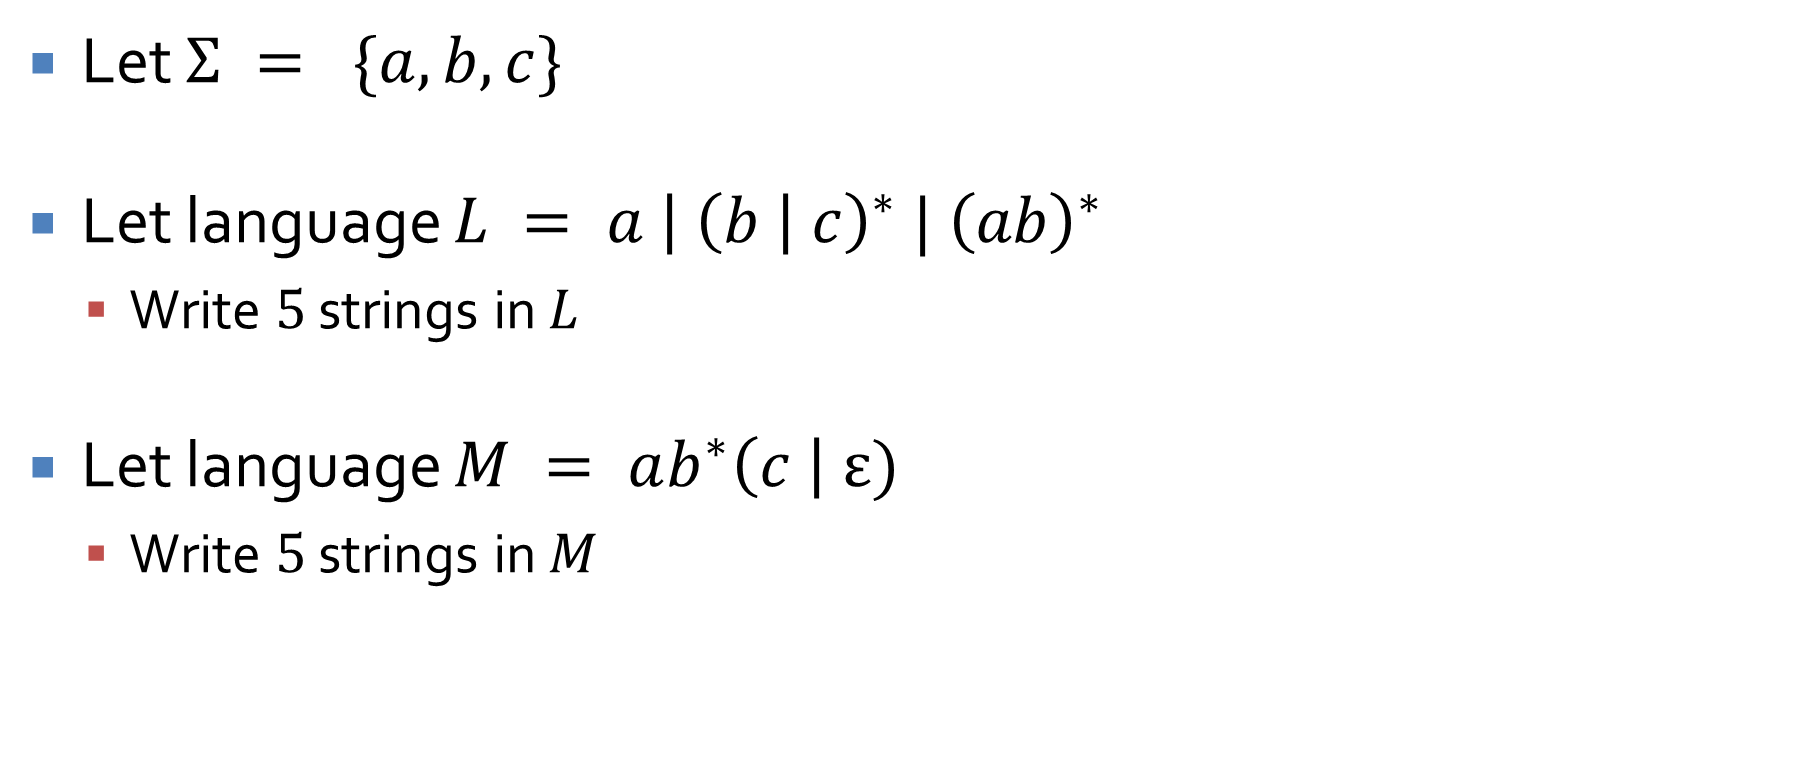 Let Σ = {a, b, c}
Let language L = a | (b | c)* | (ab)*
Write 5 strings in L
Let language M = ab*(c | ε)
Write 5 strings in M